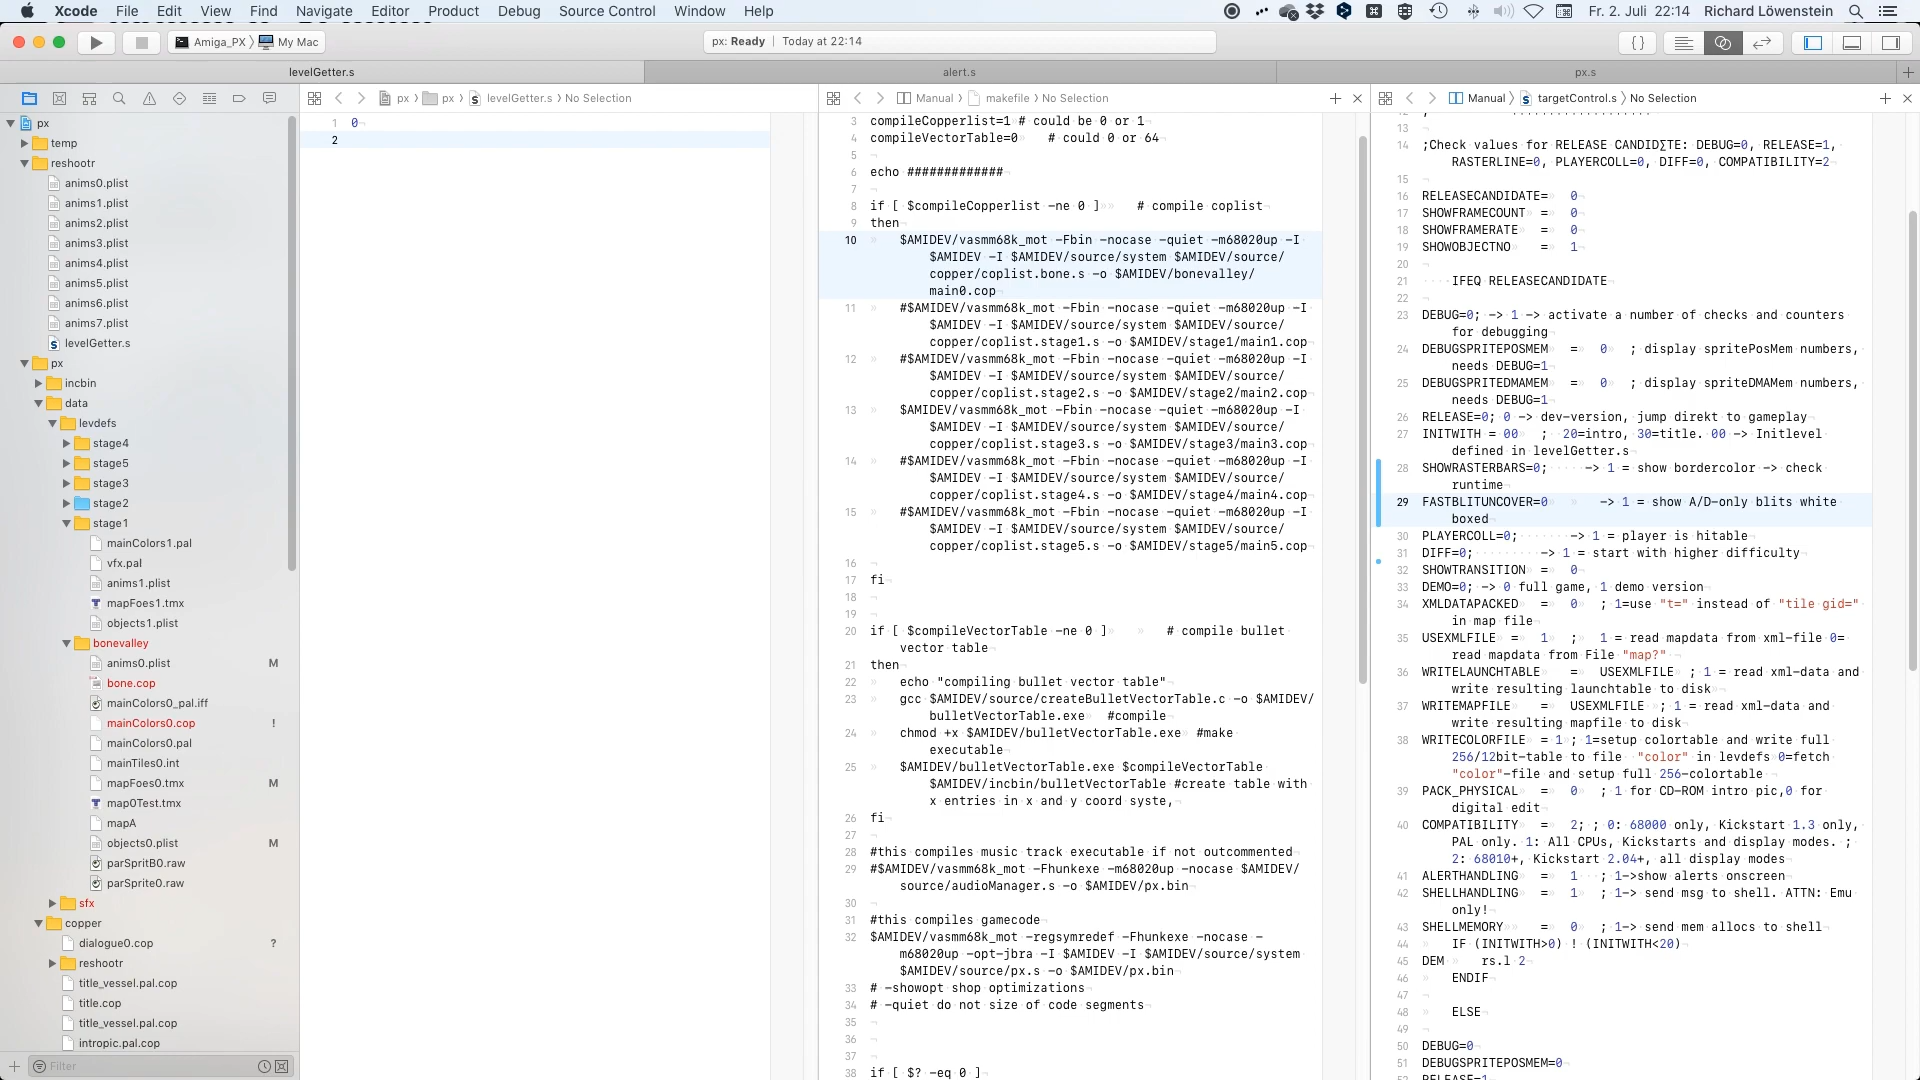 Xcode File Edit View Find Navigate Editor Product Debug Source Control Window Help Fr. 2. Juli 22:14 Richard Löwenstein
Amiga_PX My Mac px: Ready | Today at 22:14
levelGetter.s alert.s px.s
px px levelGetter.s No Selection
Manual makefile No Selection
Manual targetControl.s No Selection
px
temp
reshootr
anims0.plist
anims1.plist
anims2.plist
anims3.plist
anims4.plist
anims5.plist
anims6.plist
anims7.plist
levelGetter.s
px
incbin
data
levdefs
stage4
stage5
stage3
stage2
stage1
mainColors1.pal
vfx.pal
anims1.plist
mapFoes1.tmx
objects1.plist
bonevalley
anims0.plist M
bone.cop
mainColors0_pal.iff
mainColors0.cop !
mainColors0.pal
mainTiles0.int
mapFoes0.tmx M
map0Test.tmx
mapA
objects0.plist M
parSpritB0.raw
parSprite0.raw
sfx
copper
dialogue0.cop ?
reshootr
title_vessel.pal.cop
title.cop
title_vessel.pal.cop
intropic.pal.cop
Filter
1 0
2
3 compileCopperlist=1 # could be 0 or 1
4 compileVectorTable=0 # could 0 or 64
5
6 echo #############
7
8 if [ $compileCopperlist -ne 0 ] # compile coplist
9 then
10 $AMIDEV/vasmm68k_mot -Fbin -nocase -quiet -m68020up -I
$AMIDEV -I $AMIDEV/source/system $AMIDEV/source/
copper/coplist.bone.s -o $AMIDEV/bonevalley/
main0.cop
11 #$AMIDEV/vasmm68k_mot -Fbin -nocase -quiet -m68020up -I
$AMIDEV -I $AMIDEV/source/system $AMIDEV/source/
copper/coplist.stage1.s -o $AMIDEV/stage1/main1.cop
12 #$AMIDEV/vasmm68k_mot -Fbin -nocase -quiet -m68020up -I
$AMIDEV -I $AMIDEV/source/system $AMIDEV/source/
copper/coplist.stage2.s -o $AMIDEV/stage2/main2.cop
13 $AMIDEV/vasmm68k_mot -Fbin -nocase -quiet -m68020up -I
$AMIDEV -I $AMIDEV/source/system $AMIDEV/source/
copper/coplist.stage3.s -o $AMIDEV/stage3/main3.cop
14 #$AMIDEV/vasmm68k_mot -Fbin -nocase -quiet -m68020up -I
$AMIDEV -I $AMIDEV/source/system $AMIDEV/source/
copper/coplist.stage4.s -o $AMIDEV/stage4/main4.cop
15 #$AMIDEV/vasmm68k_mot -Fbin -nocase -quiet -m68020up -I
$AMIDEV -I $AMIDEV/source/system $AMIDEV/source/
copper/coplist.stage5.s -o $AMIDEV/stage5/main5.cop
16
17 fi
18
19
20 if [ $compileVectorTable -ne 0 ] # compile bullet
vector table
21 then
22 echo "compiling bullet vector table"
23 gcc $AMIDEV/source/createBulletVectorTable.c -o $AMIDEV/
bulletVectorTable.exe #compile
24 chmod +x $AMIDEV/bulletVectorTable.exe #make
executable
25 $AMIDEV/bulletVectorTable.exe $compileVectorTable
$AMIDEV/incbin/bulletVectorTable #create table with
x entries in x and y coord syste,
26 fi
27
28 #this compiles music track executable if not outcommented
29 #$AMIDEV/vasmm68k_mot -Fhunkexe -m68020up -nocase $AMIDEV/
source/audioManager.s -o $AMIDEV/px.bin
30
31 #this compiles gamecode
32 $AMIDEV/vasmm68k_mot -regsymredef -Fhunkexe -nocase -
m68020up -opt-jbra -I $AMIDEV -I $AMIDEV/source/system
$AMIDEV/source/px.s -o $AMIDEV/px.bin
33 # -showopt shop optimizations
34 # -quiet do not size of code segments
35
36
37
38 if [ $? -eq 0 ]
13
14 ;Check values for RELEASE CANDID∑TE: DEBUG=0, RELEASE=1,
RASTERLINE=0, PLAYERCOLL=0, DIFF=0, COMPATIBILITY=2
15
16 RELEASECANDIDATE= 0
17 SHOWFRAMECOUNT = 0
18 SHOWFRAMERATE = 0
19 SHOWOBJECTNO = 1
20
21 IFEQ RELEASECANDIDATE
22
23 DEBUG=0; -> 1 -> activate a number of checks and counters
for debugging
24 DEBUGSPRITEPOSMEM = 0 ; display spritePosMem numbers,
needs DEBUG=1
25 DEBUGSPRITEDMAMEM = 0 ; display spriteDMAMem numbers,
needs DEBUG=1
26 RELEASE=0; 0 -> dev-version, jump direkt to gameplay
27 INITWITH = 00 ; 20=intro, 30=title. 00 -> Initlevel
defined in levelGetter.s
28 SHOWRASTERBARS=0; -> 1 = show bordercolor -> check
runtime
29 FASTBLITUNCOVER=0 -> 1 = show A/D-only blits white
boxed
30 PLAYERCOLL=0; -> 1 = player is hitable
31 DIFF=0; -> 1 = start with higher difficulty
32 SHOWTRANSITION = 0
33 DEMO=0; -> 0 full game, 1 demo version
34 XMLDATAPACKED = 0 ; 1=use "t=" instead of "tile gid="
in map file
35 USEXMLFILE = 1 ; 1 = read mapdata from xml-file 0=
read mapdata from File "map?"
36 WRITELAUNCHTABLE = USEXMLFILE ; 1 = read xml-data and
write resulting launchtable to disk
37 WRITEMAPFILE = USEXMLFILE ; 1 = read xml-data and
write resulting mapfile to disk
38 WRITECOLORFILE = 1; 1=setup colortable and write full
256/12bit-table to file "color" in levdefs 0=fetch
"color"-file and setup full 256-colortable
39 PACK_PHYSICAL = 0 ; 1 for CD-ROM intro pic,0 for
digital edit
40 COMPATIBILITY = 2; ; 0: 68000 only, Kickstart 1.3 only,
PAL only. 1: All CPUs, Kickstarts and display modes. ;
2: 68010+, Kickstart 2.04+, all display modes
41 ALERTHANDLING = 1 ; 1->show alerts onscreen
42 SHELLHANDLING = 1 ; 1-> send msg to shell. ATTN: Emu
only!
43 SHELLMEMORY = 0 ; 1-> send mem allocs to shell
44 IF (INITWITH>0) ! (INITWITH<20)
45 DEM rs.l 2
46 ENDIF
47
48 ELSE
49
50 DEBUG=0
51 DEBUGSPRITEPOSMEM=0
52 RELEASE=1